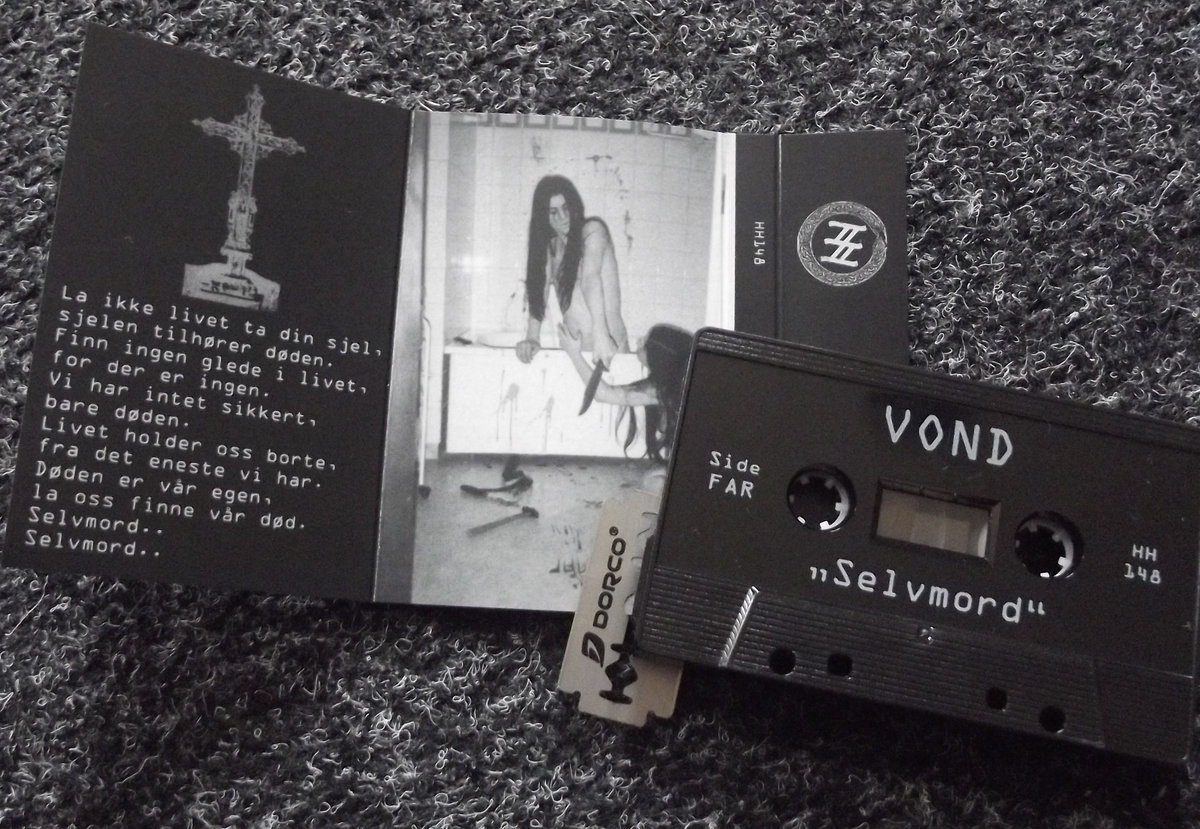 La ikke livet ta din sjel,
sjelen tilhører døden.
Finn ingen glede i livet,
for der er ingen.
Vi har intet sikkert,
bare døden.
Livet holder oss borte,
fra det eneste vi har.
Døden er vår egen,
la oss finne vår død.
Selvmord..
Selvmord..
HH148
VOND
Side
FAR
„Selvmord“
HH
148
DORCO®